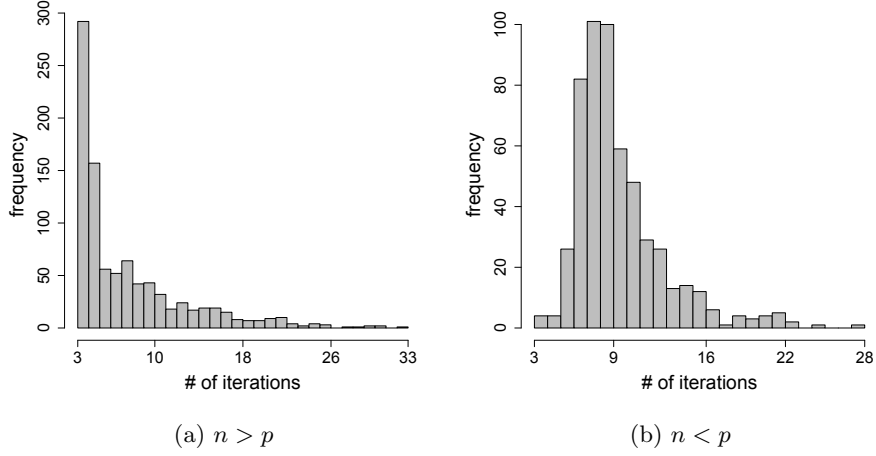 frequency
300
250
200
150
100
50
0
3 10 18 26 33
# of iterations
(a) n > p
frequency
100
80
60
40
20
0
3 9 16 22 28
# of iterations
(b) n < p